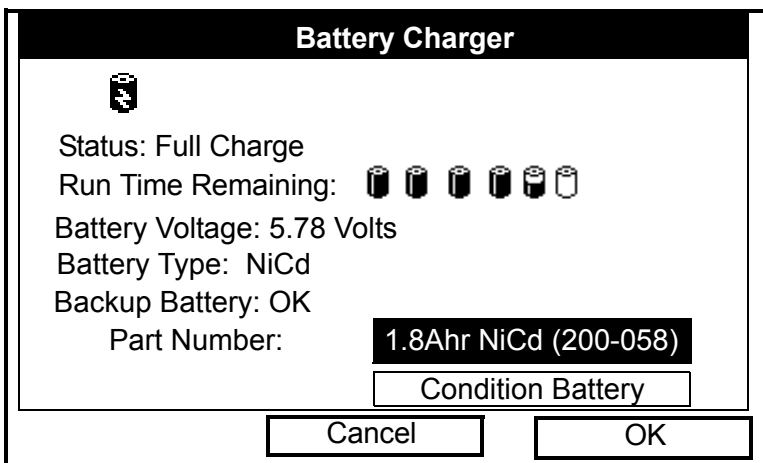 Battery Charger
Status: Full Charge
Run Time Remaining:
Battery Voltage: 5.78 Volts
Battery Type: NiCd
Backup Battery: OK
Part Number: 1.8Ahr NiCd (200-058)
Condition Battery
Cancel OK